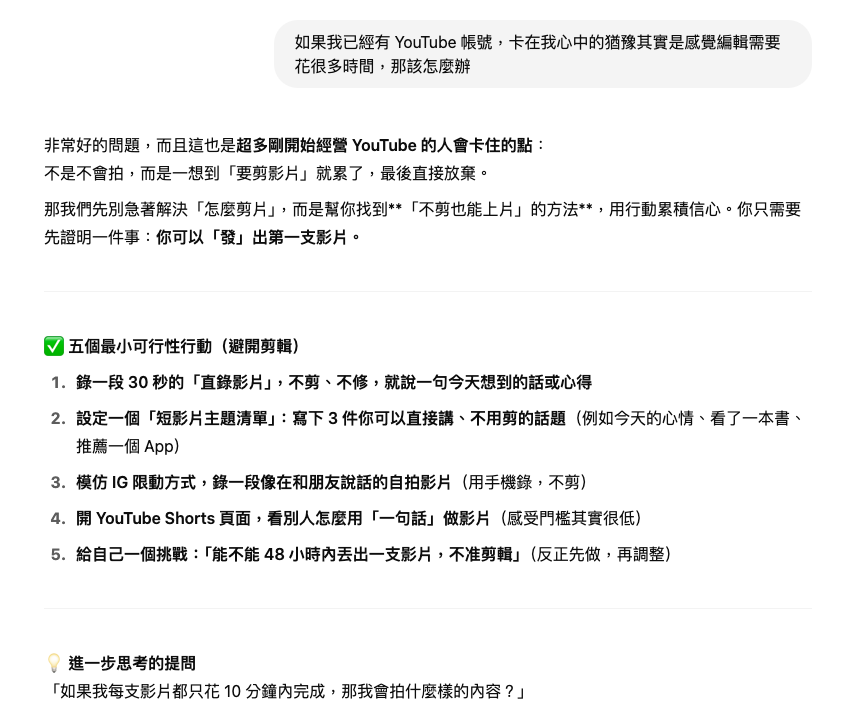 如果我已經有 YouTube 帳號，卡在我心中的猶豫其實是感覺編輯需要
花很多時間，那該怎麼辦
非常好的問題，而且這也是超多剛開始經營 YouTube 的人會卡住的點：
不是不會拍，而是一想到「要剪影片」就累了，最後直接放棄。
那我們先別急著解決「怎麼剪片」，而是幫你找到**「不剪也能上片」的方法**，用行動累積信心。你只需要
先證明一件事：你可以「發」出第一支影片。
✅ 五個最小可行性行動（避開剪輯）
1. 錄一段 30 秒的「直錄影片」，不剪、不修，就說一句今天想到的話或心得
2. 設定一個「短影片主題清單」：寫下 3 件你可以直接講、不用剪的話題（例如今天的心情、看了一本書、
推薦一個 App）
3. 模仿 IG 限動方式，錄一段像在和朋友說話的自拍影片（用手機錄，不剪）
4. 開 YouTube Shorts 頁面，看別人怎麼用「一句話」做影片（感受門檻其實很低）
5. 給自己一個挑戰：「能不能 48 小時內丟出一支影片，不准剪輯」（反正先做，再調整）
💡 進一步思考的提問
「如果我每支影片都只花 10 分鐘內完成，那我會拍什麼樣的內容？」